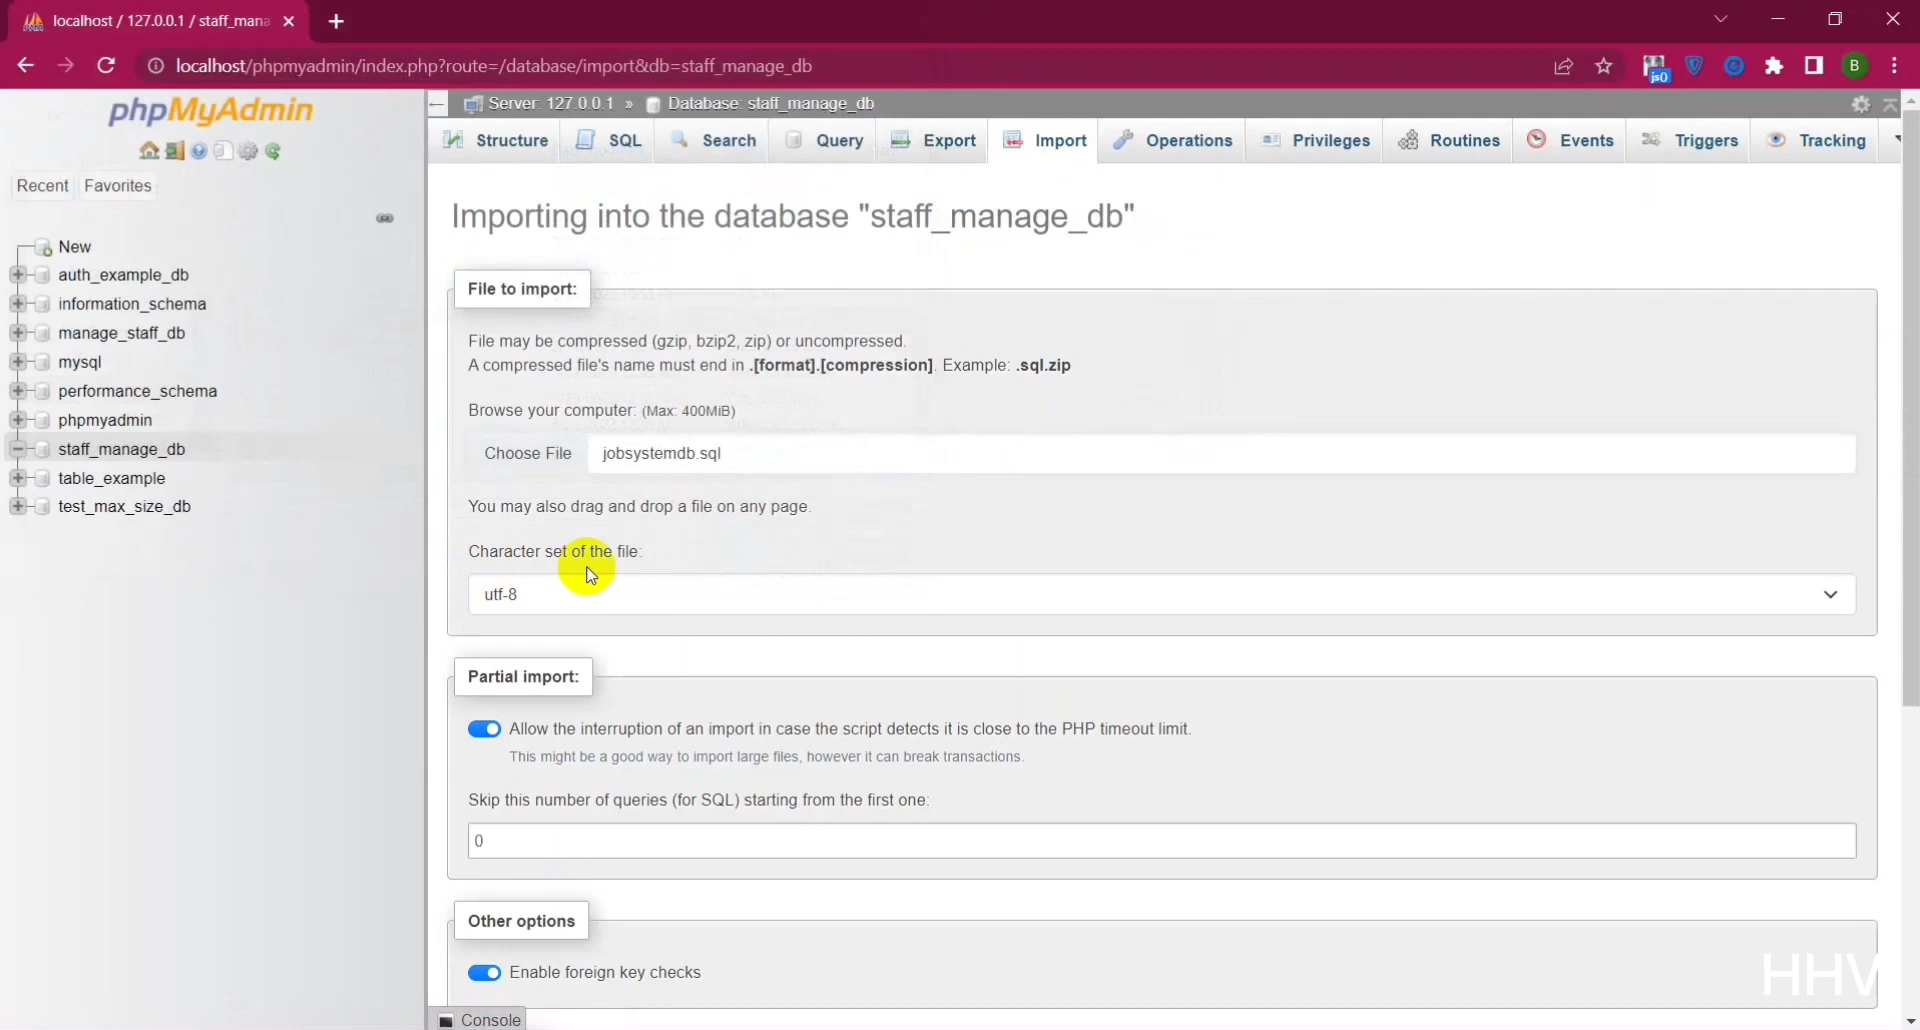 localhost / 127.0.0.1 / staff_mana
localhost/phpmyadmin/index.php?route=/database/import&db=staff_manage_db
js()
B
phpMyAdmin
Recent Favorites
New
auth_example_db
information_schema
manage_staff_db
mysql
performance_schema
phpmyadmin
staff_manage_db
table_example
test_max_size_db
Server: 127.0.0.1 » Database: staff_manage_db
Structure SQL Search Query Export Import Operations Privileges Routines Events Triggers Tracking
Importing into the database "staff_manage_db"
File to import:
File may be compressed (gzip, bzip2, zip) or uncompressed.
A compressed file's name must end in .[format].[compression]. Example: .sql.zip
Browse your computer: (Max: 400MiB)
Choose File jobsystemdb.sql
You may also drag and drop a file on any page.
Character set of the file:
utf-8
Partial import:
Allow the interruption of an import in case the script detects it is close to the PHP timeout limit.
This might be a good way to import large files, however it can break transactions.
Skip this number of queries (for SQL) starting from the first one:
0
Other options
Enable foreign key checks
HHV
Console